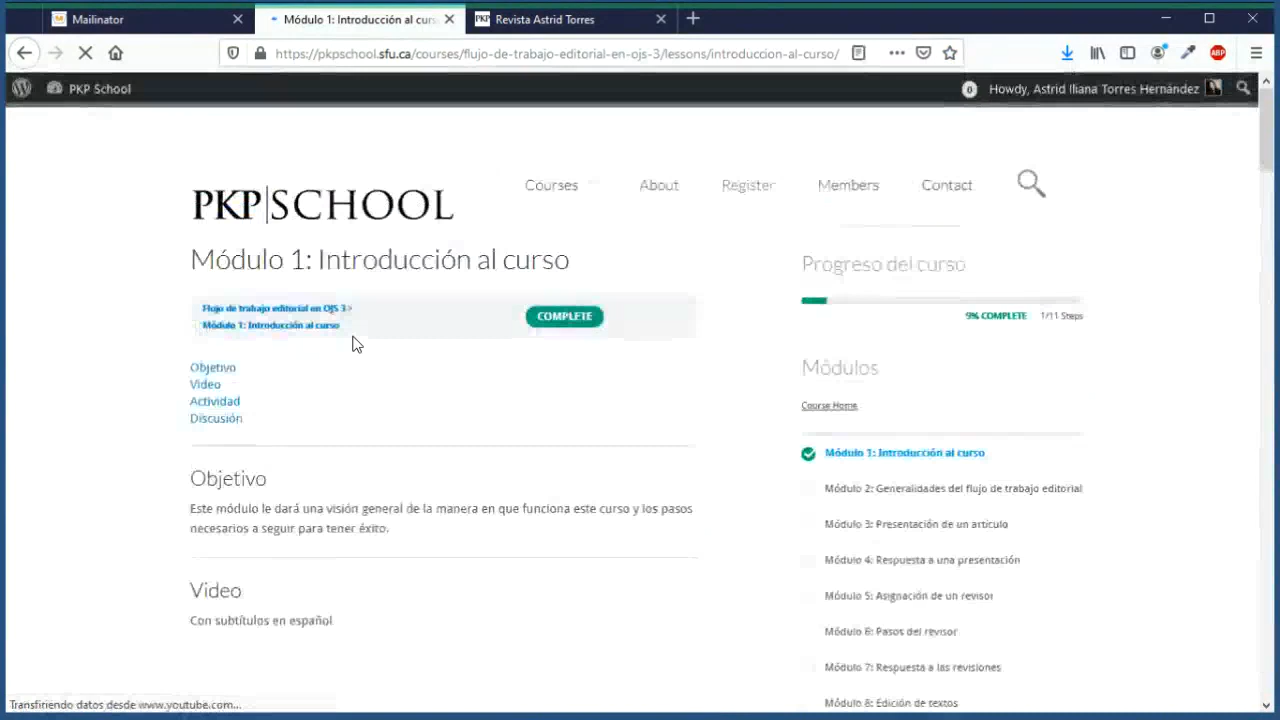 Mailinator
Módulo 1: Introducción al curs
Revista Astrid Torres
https://pkpschool.sfu.ca/courses/flujo-de-trabajo-editorial-en-ojs-3/lessons/introduccion-al-curso/
ABP
PKP School
0
Howdy, Astrid Iliana Torres Hernández
PKP|SCHOOL
Courses
About
Register
Members
Contact
Módulo 1: Introducción al curso
Flujo de trabajo editorial en OJS 3 >
Módulo 1: Introducción al curso
COMPLETE
Objetivo
Video
Actividad
Discusión
Objetivo
Este módulo le dará una visión general de la manera en que funciona este curso y los pasos
necesarios a seguir para tener éxito.
Video
Con subtítulos en español
Progreso del curso
9% COMPLETE 1/11 Steps
Módulos
Course Home
Módulo 1: Introducción al curso
Módulo 2: Generalidades del flujo de trabajo editorial
Módulo 3: Presentación de un artículo
Módulo 4: Respuesta a una presentación
Módulo 5: Asignación de un revisor
Módulo 6: Pasos del revisor
Módulo 7: Respuesta a las revisiones
Módulo 8: Edición de textos
Transfiriendo datos desde www.youtube.com...